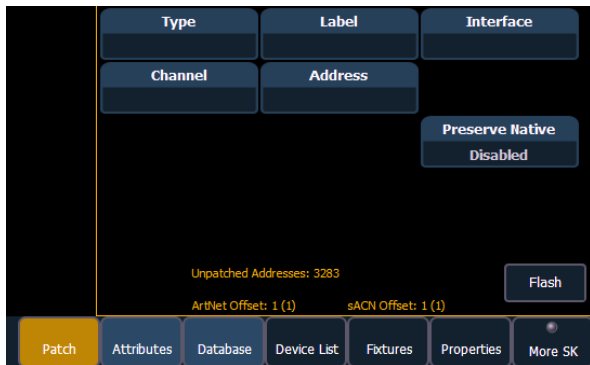 Type Label Interface
Channel Address
Preserve Native
Disabled
Unpatched Addresses: 3283
Flash
ArtNet Offset: 1 (1) sACN Offset: 1 (1)
Patch Attributes Database Device List Fixtures Properties More SK